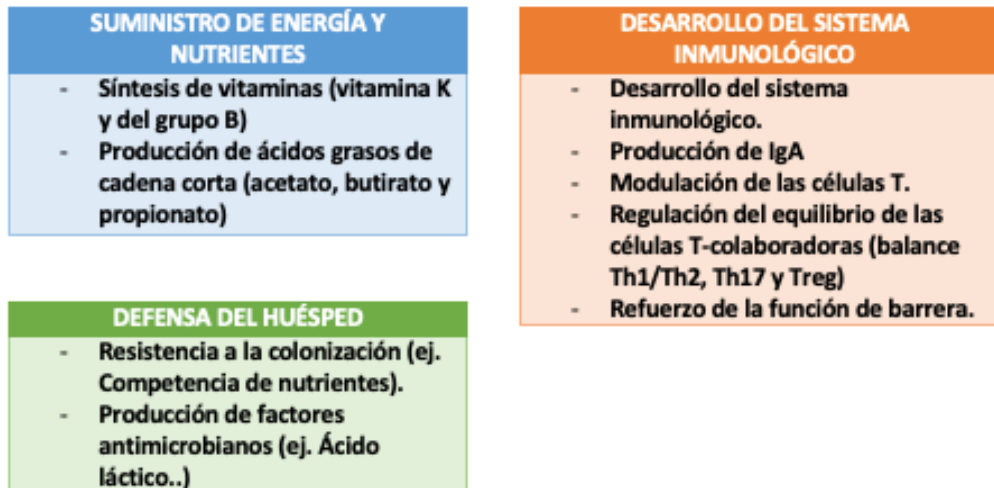 SUMINISTRO DE ENERGÍA Y
NUTRIENTES
- Síntesis de vitaminas (vitamina K
y del grupo B)
- Producción de ácidos grasos de
cadena corta (acetato, butirato y
propionato)
DEFENSA DEL HUÉSPED
- Resistencia a la colonización (ej.
Competencia de nutrientes).
- Producción de factores
antimicrobianos (ej. Ácido
láctico..)
DESARROLLO DEL SISTEMA
INMUNOLÓGICO
- Desarrollo del sistema
inmunológico.
- Producción de IgA
- Modulación de las células T.
- Regulación del equilibrio de las
células T-colaboradoras (balance
Th1/Th2, Th17 y Treg)
- Refuerzo de la función de barrera.